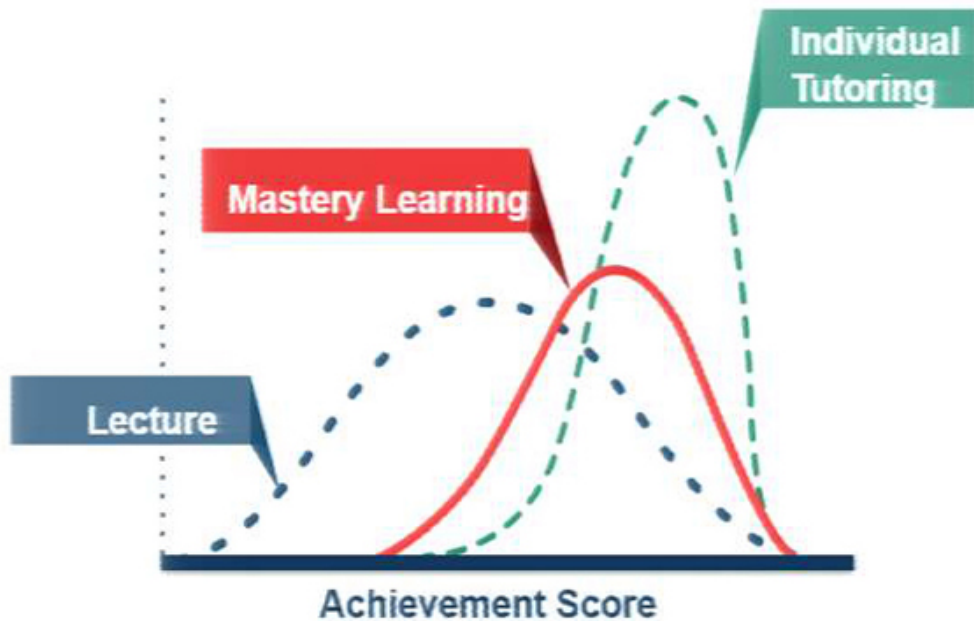 Individual
Tutoring
Mastery Learning
Lecture
Achievement Score